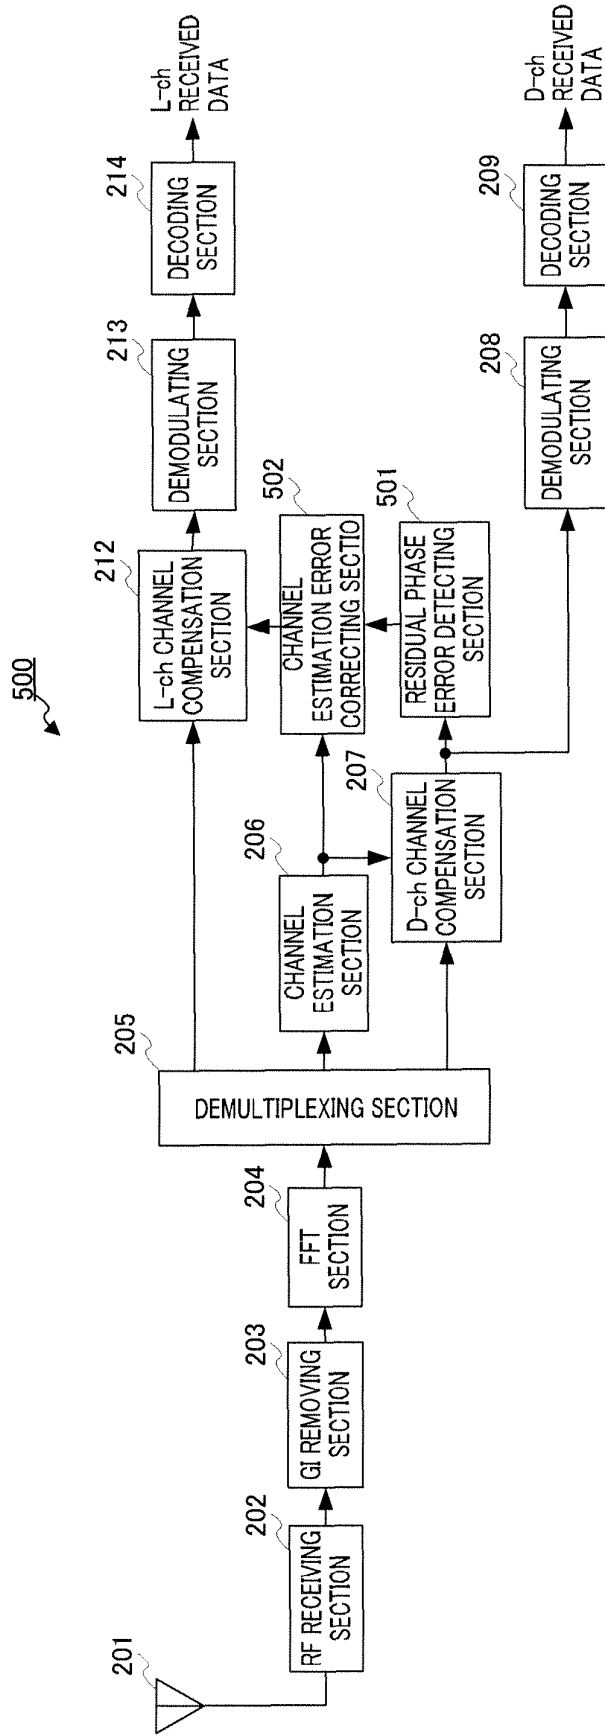 500
201
202
RF RECEIVING
SECTION
203
GI REMOVING
SECTION
204
FFT
SECTION
205
DEMULTIPLEXING SECTION
206
CHANNEL
ESTIMATION
SECTION
207
D-ch CHANNEL
COMPENSATION
SECTION
212
L-ch CHANNEL
COMPENSATION
SECTION
502
CHANNEL
ESTIMATION ERROR
CORRECTING SECTIO
501
RESIDUAL PHASE
ERROR DETECTING
SECTION
213
DEMODULATING
SECTION
214
DECODING
SECTION
L-ch
RECEIVED
DATA
208
DEMODULATING
SECTION
209
DECODING
SECTION
D-ch
RECEIVED
DATA